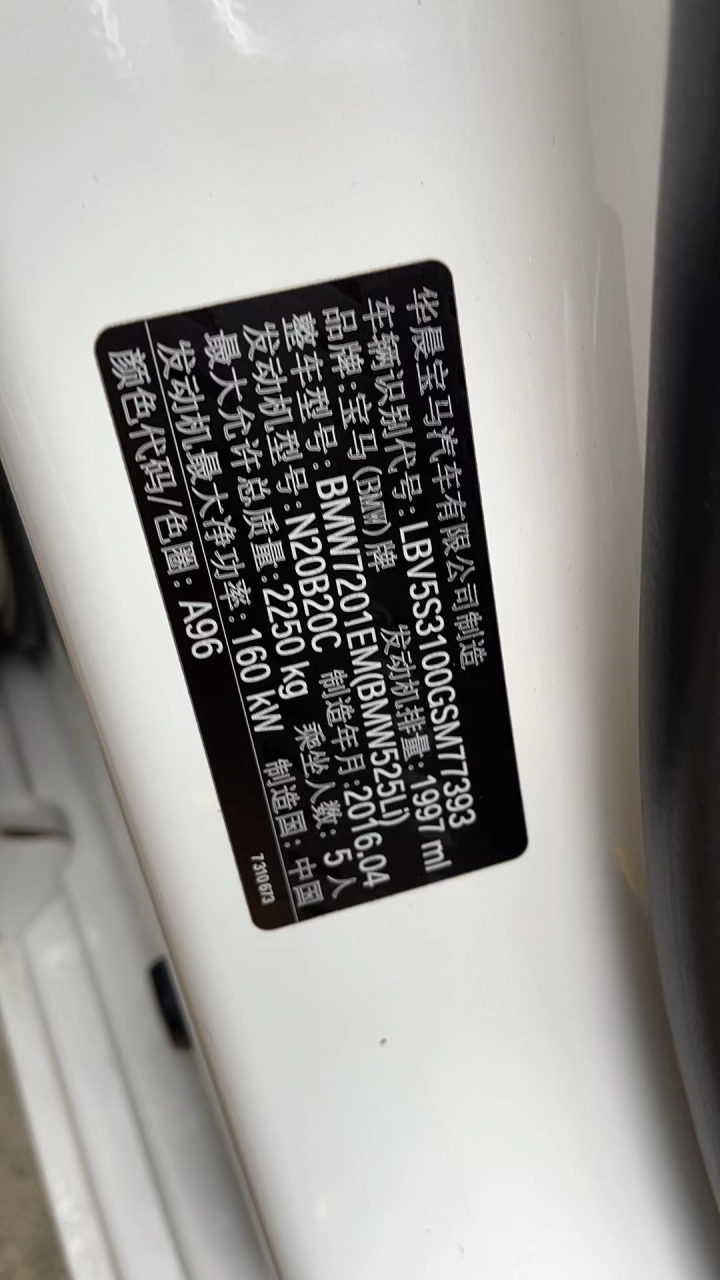 华晨宝马汽车有限公司制造
车辆识别代号: LBV5S3100GSM77393
品牌: 宝马 (BMW) 牌 发动机排量: 1997 ml
整车型号: BMW7201EM(BMW525Li)
发动机型号: N20B20C 制造年月: 2016.04
最大允许总质量: 2250 kg 乘坐人数: 5 人
发动机最大净功率: 160 kW 制造国: 中国
颜色代码/色圈: A96 7 310 673